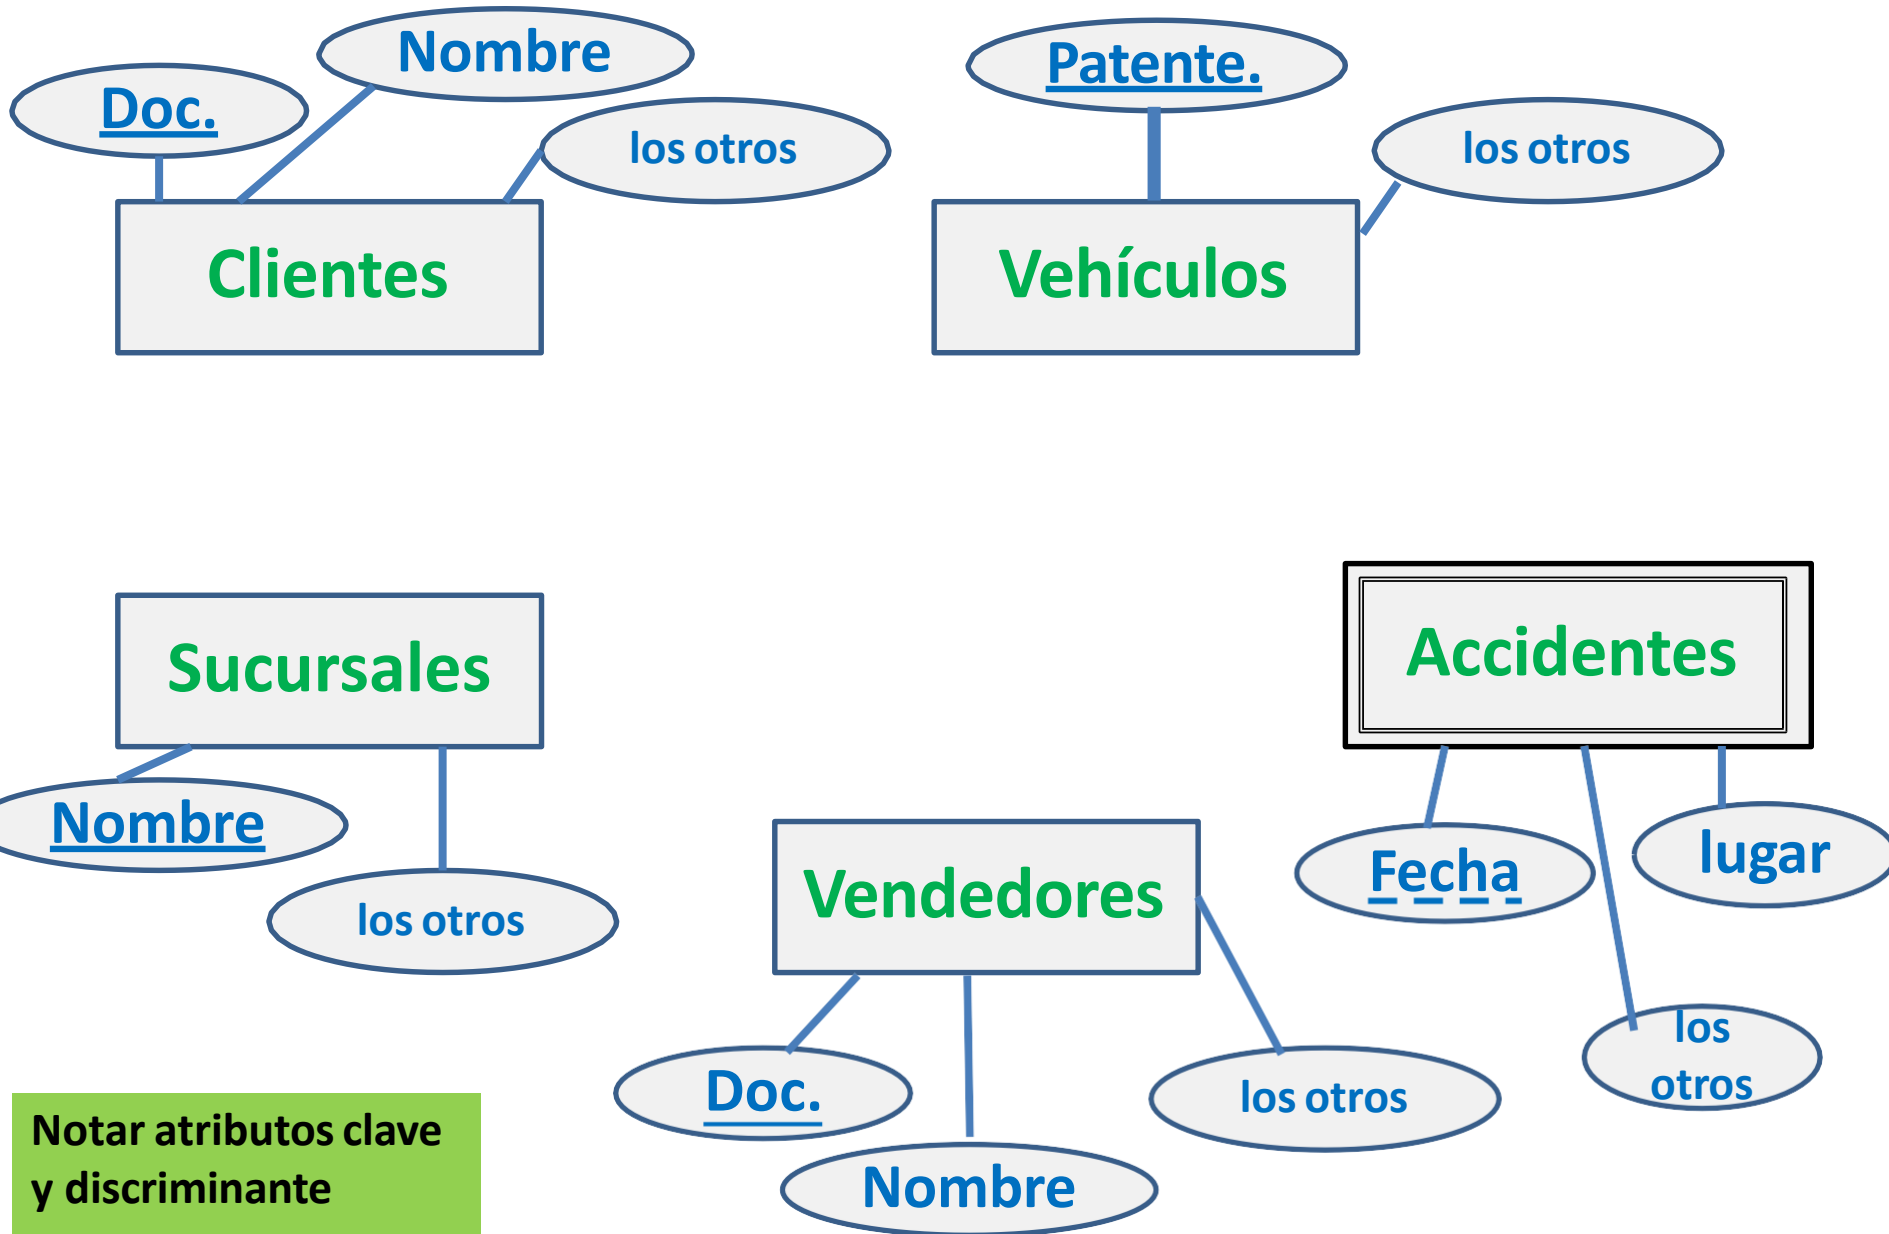 Nombre
Doc.
los otros
Clientes
Patente.
los otros
Vehículos
Sucursales
Nombre
los otros
Accidentes
Fecha
lugar
los
otros
Vendedores
Doc.
Nombre
los otros
Notar atributos clave
y discriminante